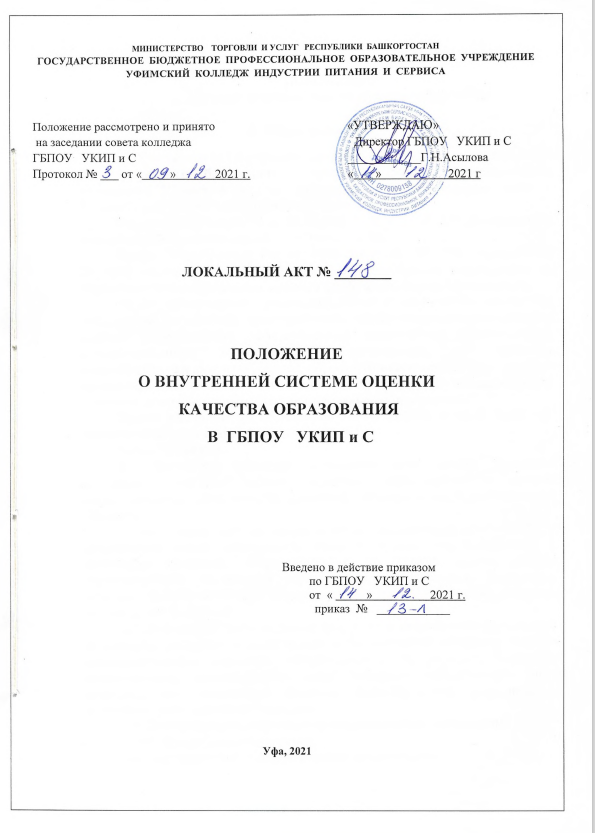 МИНИСТЕРСТВО ТОРГОВЛИ И УСЛУГ РЕСПУБЛИКИ БАШКОРТОСТАН
ГОСУДАРСТВЕННОЕ БЮДЖЕТНОЕ ПРОФЕССИОНАЛЬНОЕ ОБРАЗОВАТЕЛЬНОЕ УЧРЕЖДЕНИЕ
УФИМСКИЙ КОЛЛЕДЖ ИНДУСТРИИ ПИТАНИЯ И СЕРВИСА
Положение рассмотрено и принято
на заседании совета колледжа
ГБПОУ УКИП и С
Протокол № 3 от «09» 12 2021 г.
«УТВЕРЖДАЮ»
Директор ГБПОУ УКИП и С
Г.Н.Асылова
«14» 12 2021 г
0276009158
ЛОКАЛЬНЫЙ АКТ № 148
ПОЛОЖЕНИЕ
О ВНУТРЕННЕЙ СИСТЕМЕ ОЦЕНКИ
КАЧЕСТВА ОБРАЗОВАНИЯ
В ГБПОУ УКИП и С
Введено в действие приказом
по ГБПОУ УКИП и С
от «14» 12. 2021 г.
приказ № 13-Л
Уфа, 2021